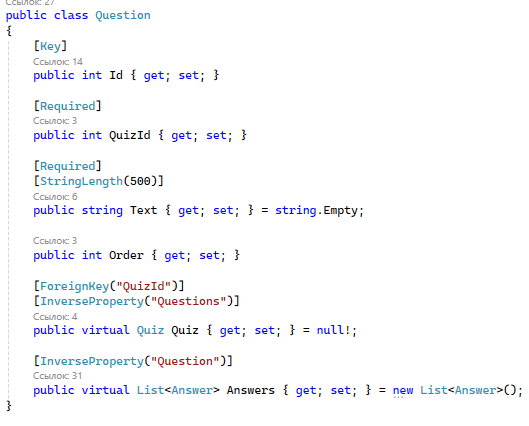 Ссылок: 27
public class Question
{
[Key]
Ссылок: 14
public int Id { get; set; }
[Required]
Ссылок: 3
public int QuizId { get; set; }
[Required]
[StringLength(500)]
Ссылок: 6
public string Text { get; set; } = string.Empty;
Ссылок: 3
public int Order { get; set; }
[ForeignKey("QuizId")]
[InverseProperty("Questions")]
Ссылок: 4
public virtual Quiz Quiz { get; set; } = null!;
[InverseProperty("Question")]
Ссылок: 31
public virtual List<Answer> Answers { get; set; } = new List<Answer>();
}